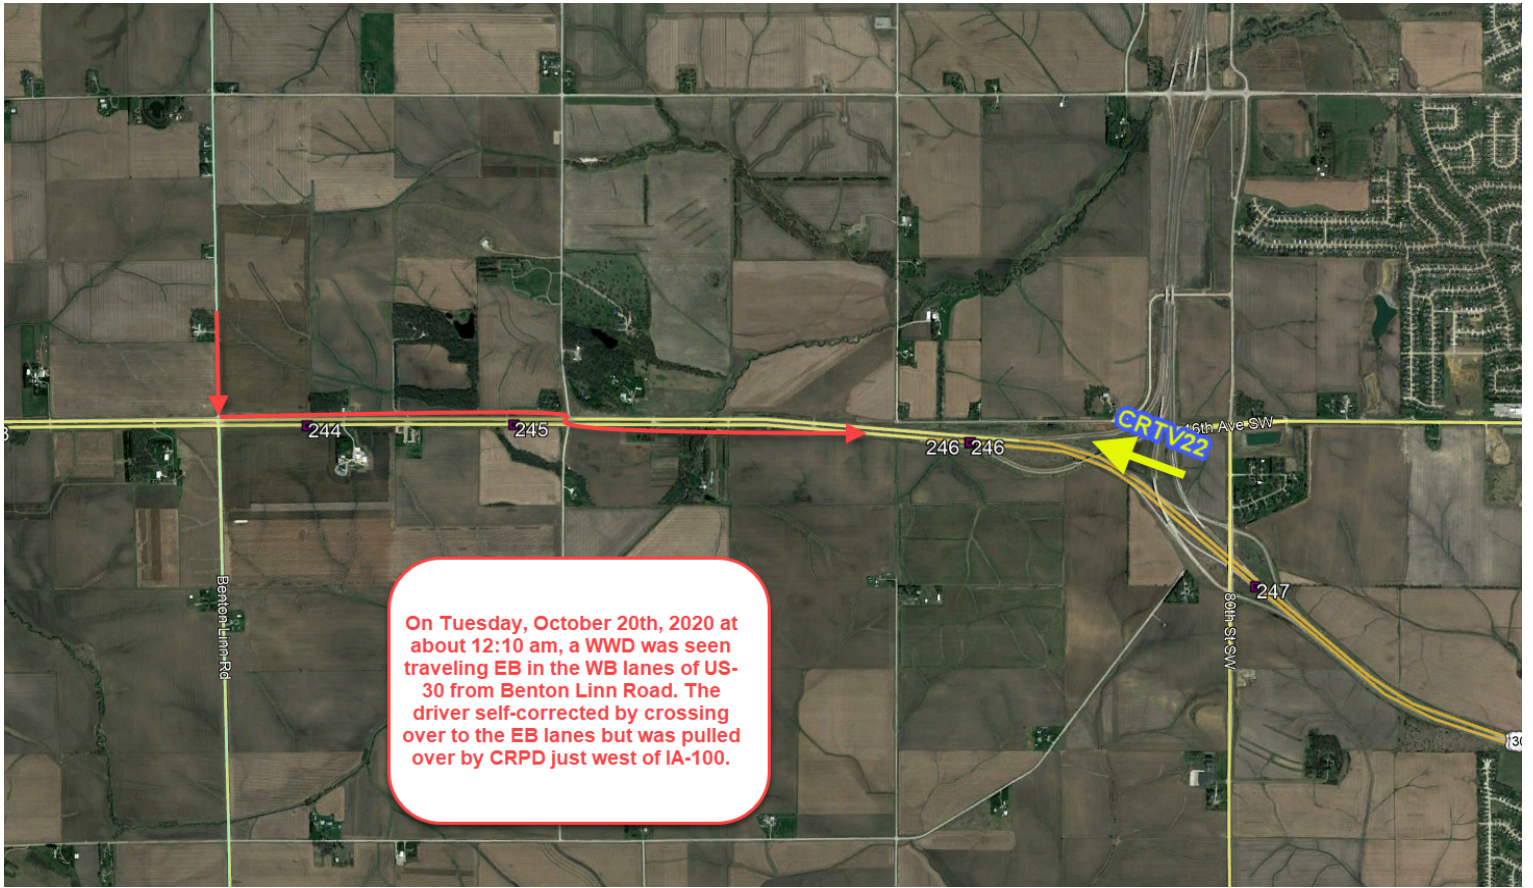 CRTV22
16th Ave SW
244
245
246
246
247
Benton Linn Rd
80th St SW
30
On Tuesday, October 20th, 2020 at
about 12:10 am, a WWD was seen
traveling EB in the WB lanes of US-
30 from Benton Linn Road. The
driver self-corrected by crossing
over to the EB lanes but was pulled
over by CRPD just west of IA-100.